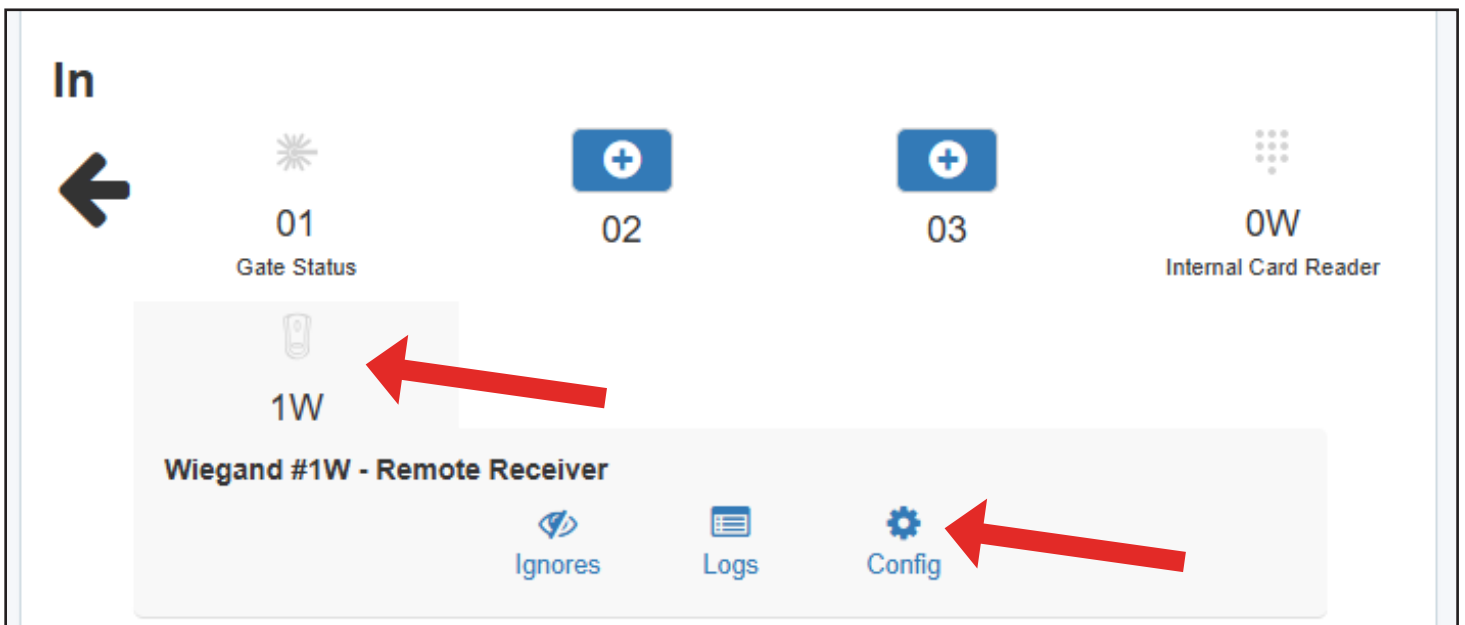 In
01 02 03 0W
Gate Status Internal Card Reader
1W
Wiegand #1W - Remote Receiver
Ignores Logs Config